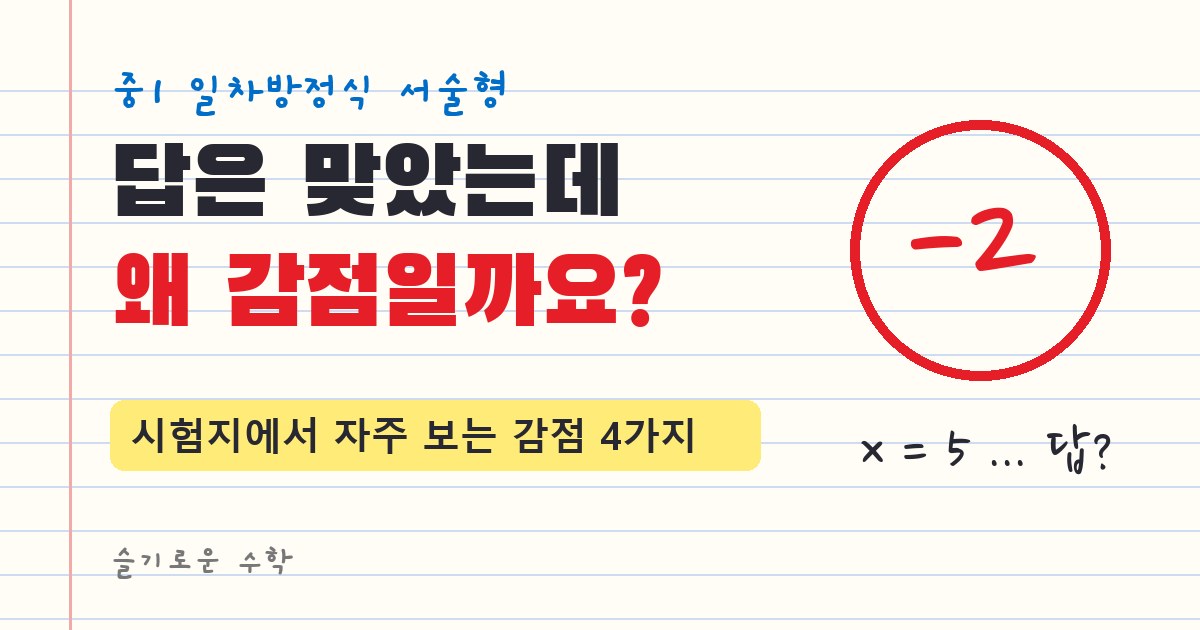 중1 일차방정식 서술형
답은 맞았는데
왜 감점일까요?
-2
시험지에서 자주 보는 감점 4가지
x = 5 ... 답?
슬기로운 수학